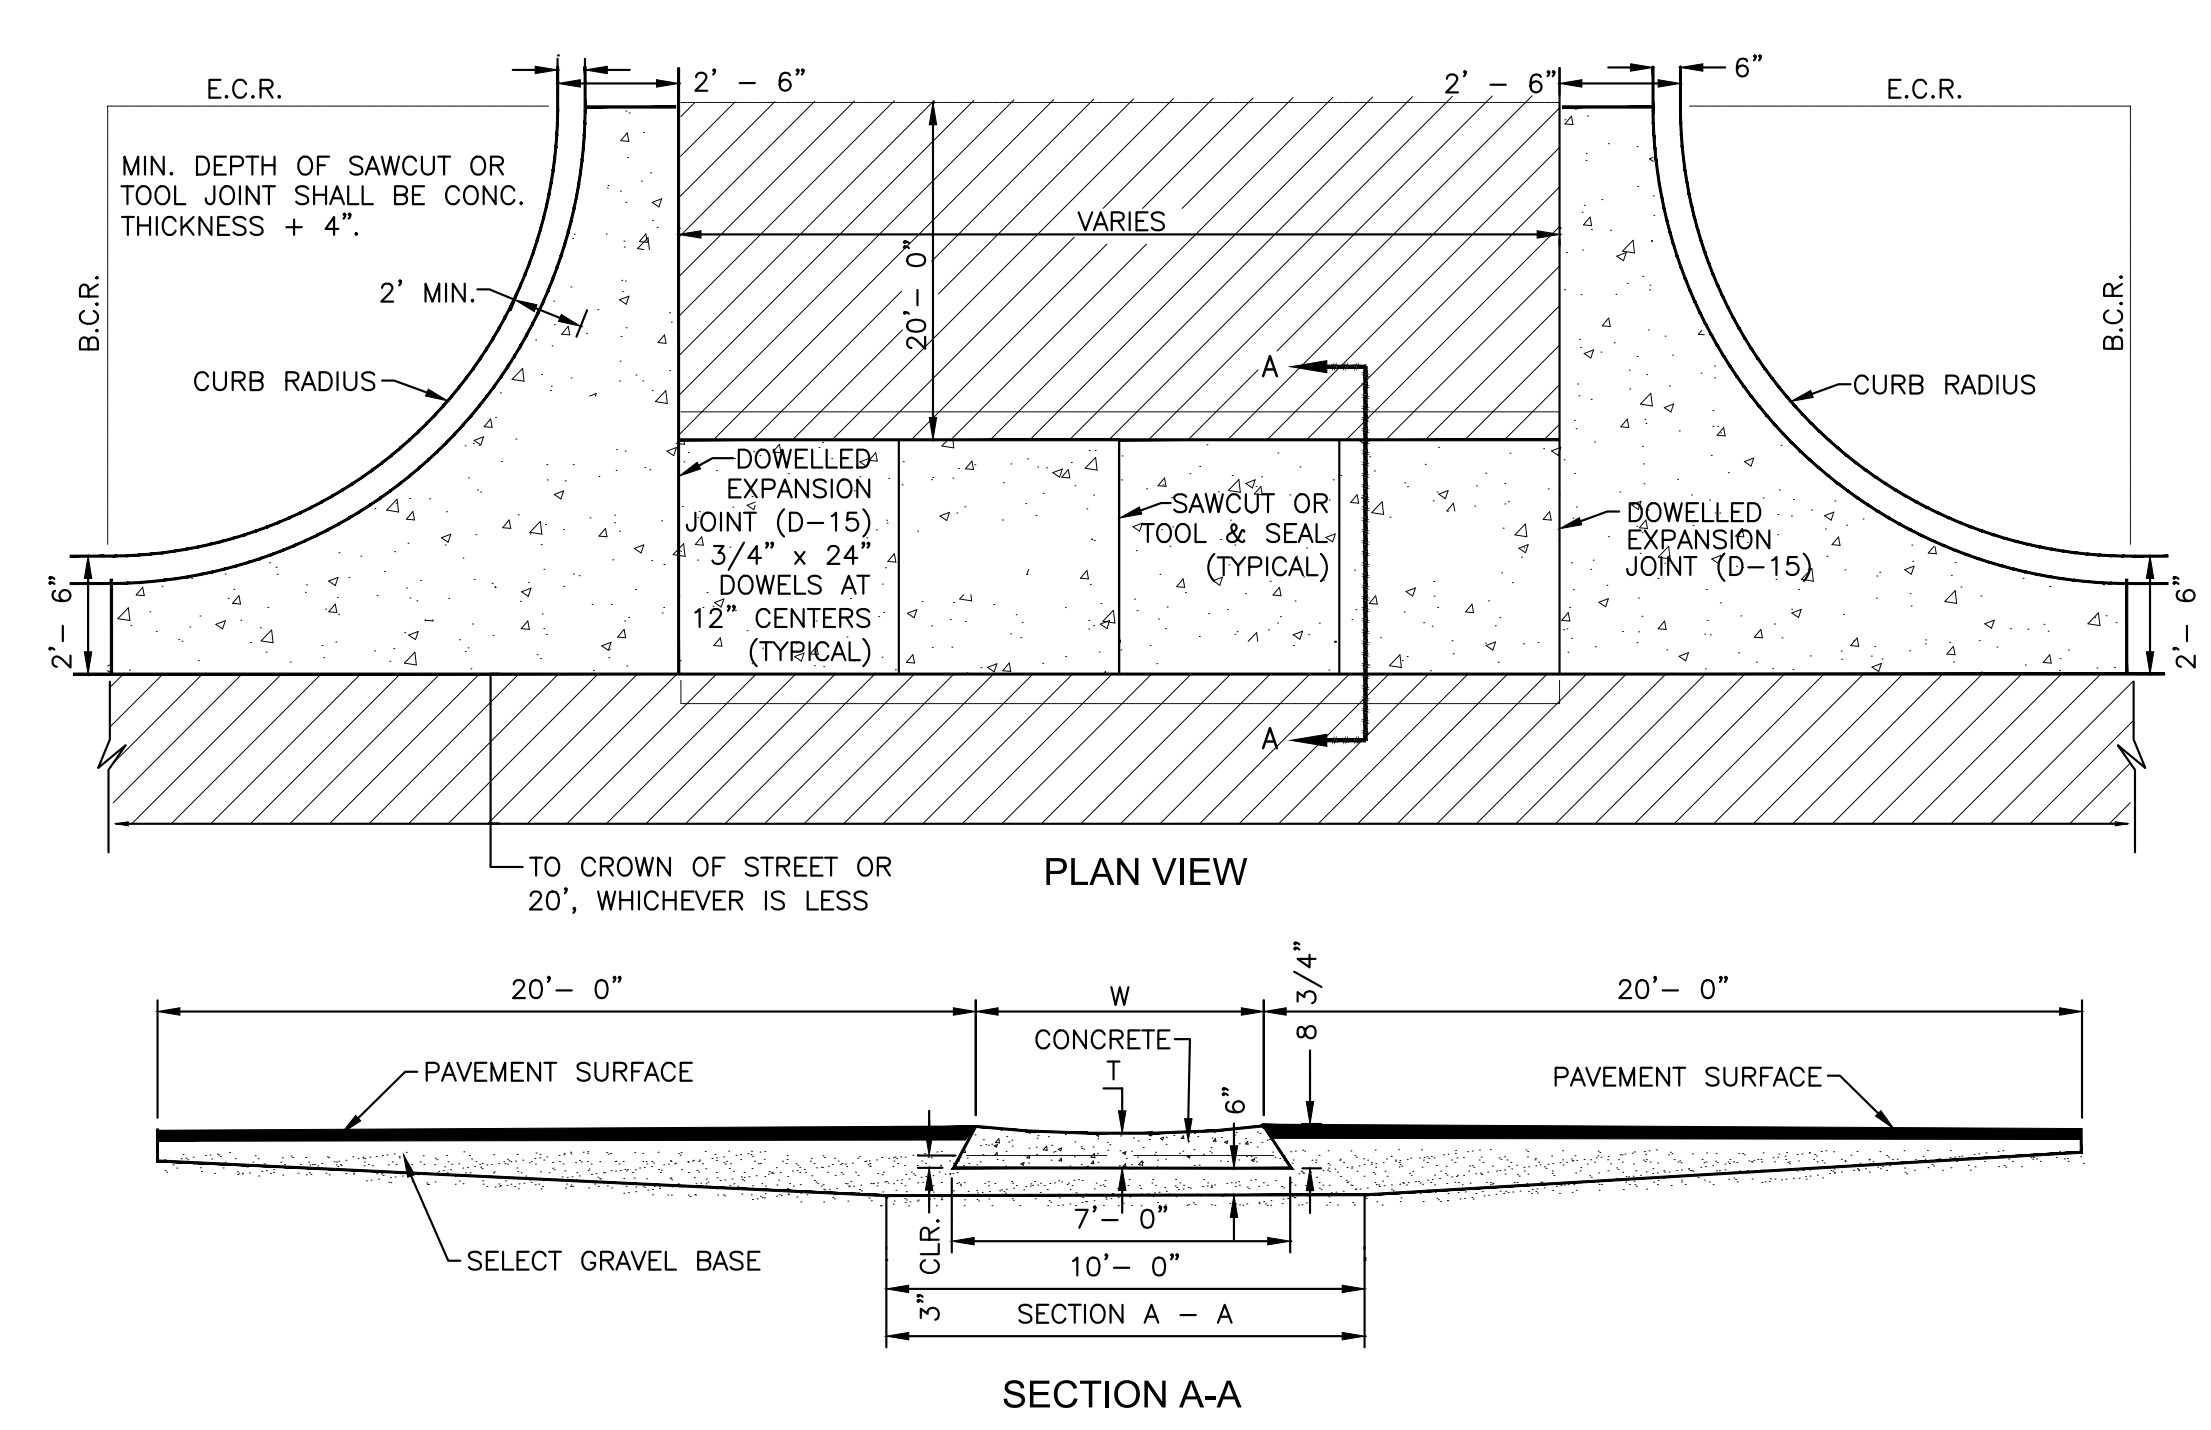 E.C.R.
2' - 6"
2' - 6"
6"
E.C.R.
MIN. DEPTH OF SAWCUT OR
TOOL JOINT SHALL BE CONC.
THICKNESS + 4".
VARIES
20'- 0"
B.C.R.
B.C.R.
2' MIN.
A
CURB RADIUS
CURB RADIUS
DOWELLED
EXPANSION
JOINT (D-15)
3/4" x 24"
DOWELS AT
12" CENTERS
(TYPICAL)
SAWCUT OR
TOOL & SEAL
(TYPICAL)
DOWELLED
EXPANSION
JOINT (D-15)
2'- 6"
2'- 6"
A
TO CROWN OF STREET OR
20', WHICHEVER IS LESS
PLAN VIEW
20'- 0"
W
8 3/4"
20'- 0"
CONCRETE
T
PAVEMENT SURFACE
PAVEMENT SURFACE
6"
3" CLR.
7'- 0"
SELECT GRAVEL BASE
10'- 0"
SECTION A - A
SECTION A-A